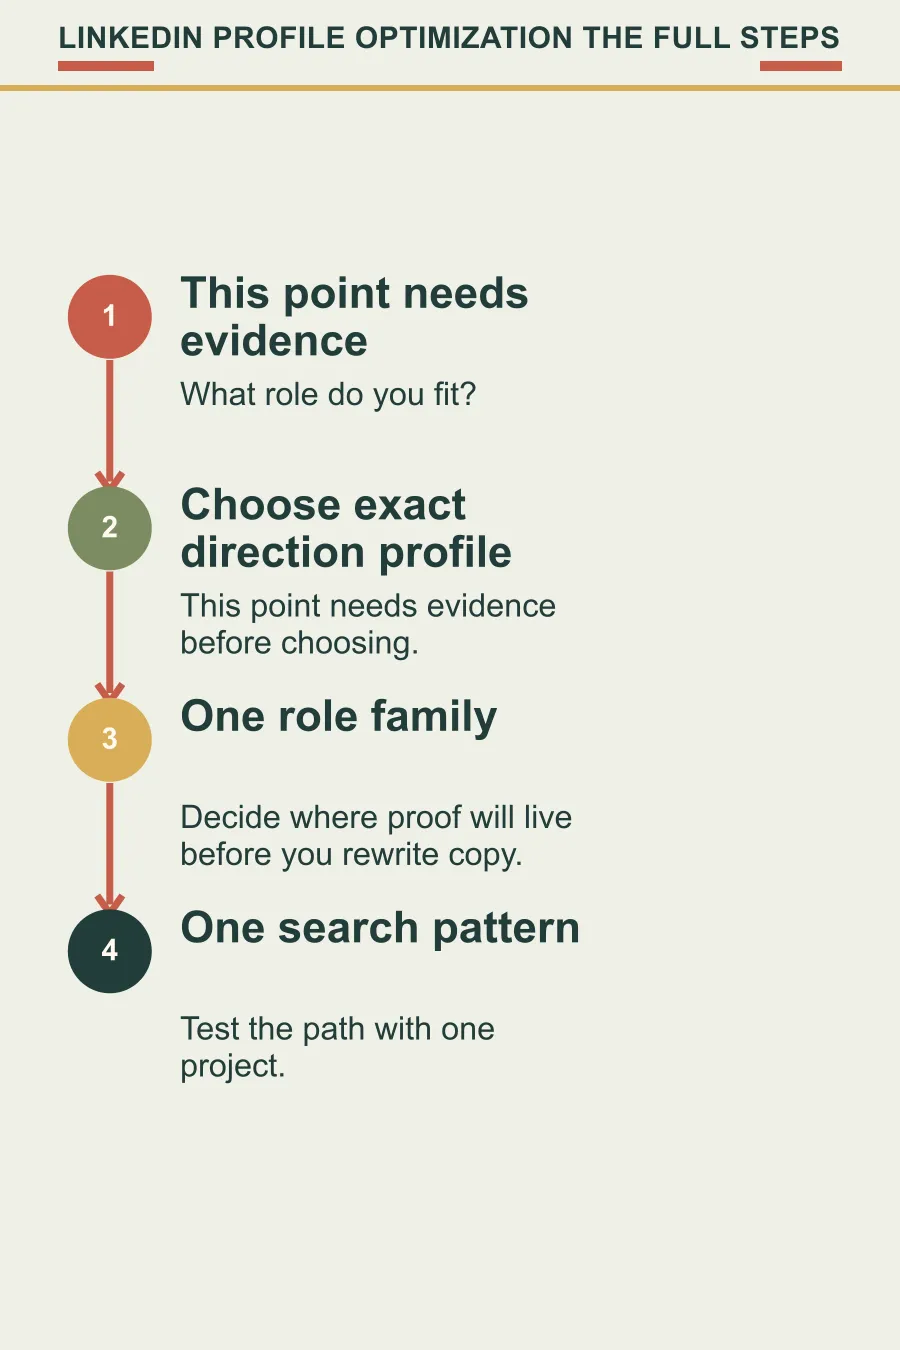 LINKEDIN PROFILE OPTIMIZATION THE FULL STEPS
1
This point needs
evidence
What role do you fit?
2
Choose exact
direction profile
This point needs evidence
before choosing.
3
One role family
Decide where proof will live
before you rewrite copy.
4
One search pattern
Test the path with one
project.